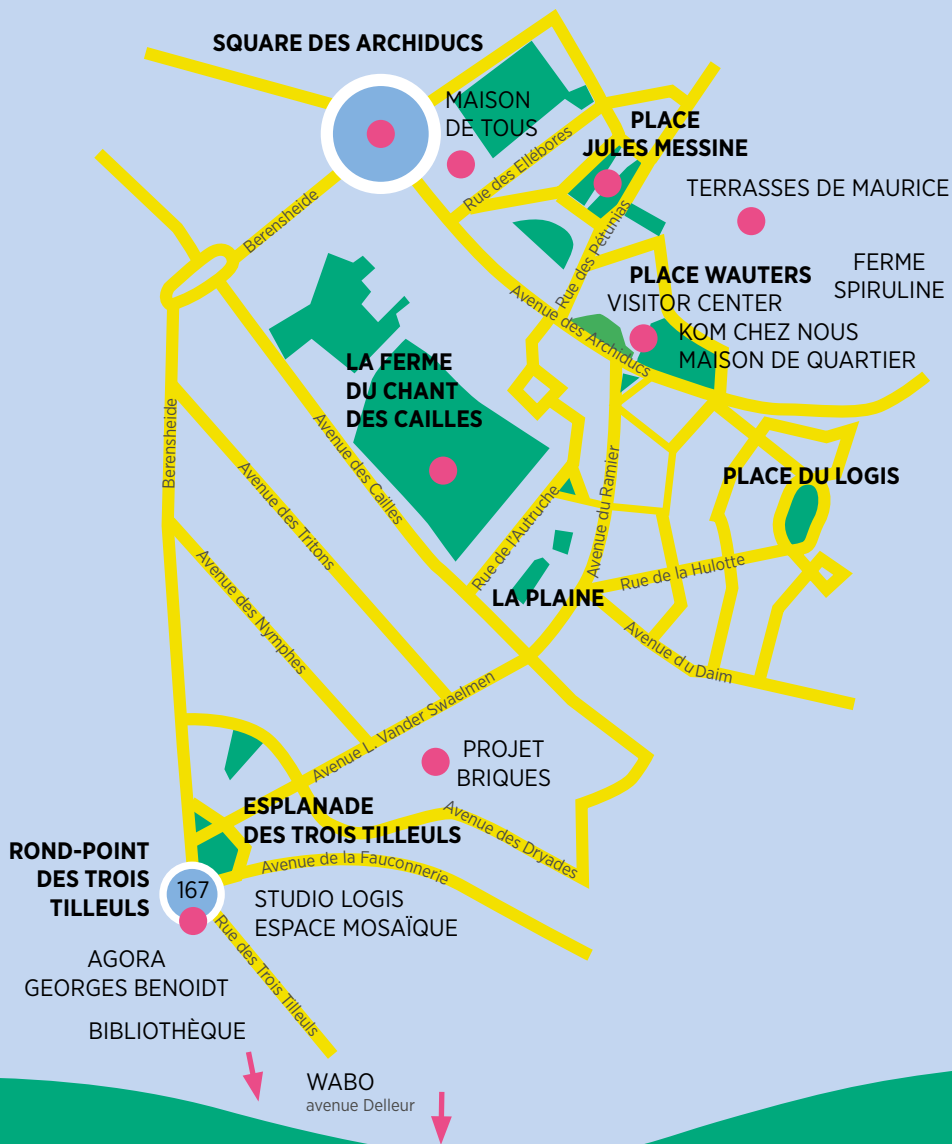 SQUARE DES ARCHIDUCS
MAISON
DE TOUS
PLACE
JULES MESSINE
Rue des Ellébores
TERRASSES DE MAURICE
Berensheide
Rue des Pétunias
PLACE WAUTERS
VISITOR CENTER
FERME
SPIRULINE
Avenue des Archiducs
KOM CHEZ NOUS
MAISON DE QUARTIER
LA FERME
DU CHANT
DES CAILLES
Berensheide
Avenue des Cailles
Avenue des Tritons
Avenue des Nymphes
PLACE DU LOGIS
Rue de l'Autruche
Avenue du Ramier
Rue de la Hulotte
LA PLAINE
Avenue du Daim
Avenue L. Vander Swaelmen
PROJET
BRIQUES
ESPLANADE
DES TROIS TILLEULS
Avenue des Dryades
Avenue de la Fauconnerie
ROND-POINT
DES TROIS
TILLEULS
167
STUDIO LOGIS
ESPACE MOSAÏQUE
Rue des Trois Tilleuls
AGORA
GEORGES BENOIDT
BIBLIOTHÈQUE
WABO
avenue Delleur